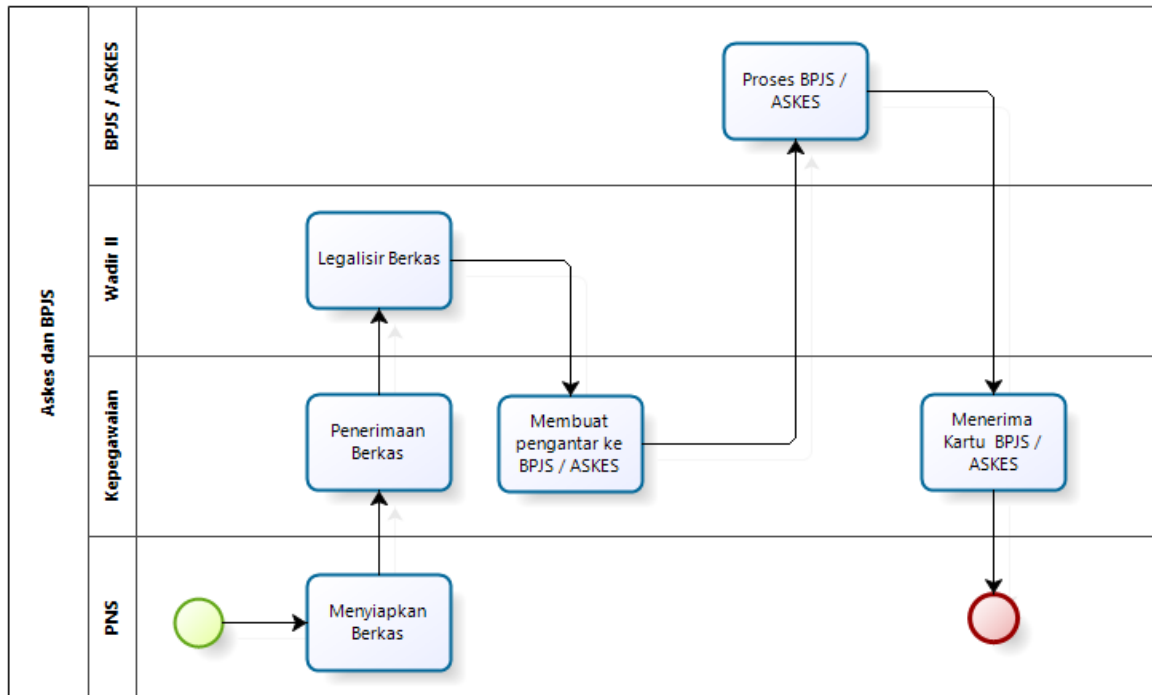 Askes dan BPJS
BPJS / ASKES
Proses BPJS /
ASKES
Wadir II
Legalisir Berkas
Kepegawaian
Penerimaan
Berkas
Membuat
pengantar ke
BPJS / ASKES
Menerima
Kartu BPJS /
ASKES
PNS
Menyiapkan
Berkas